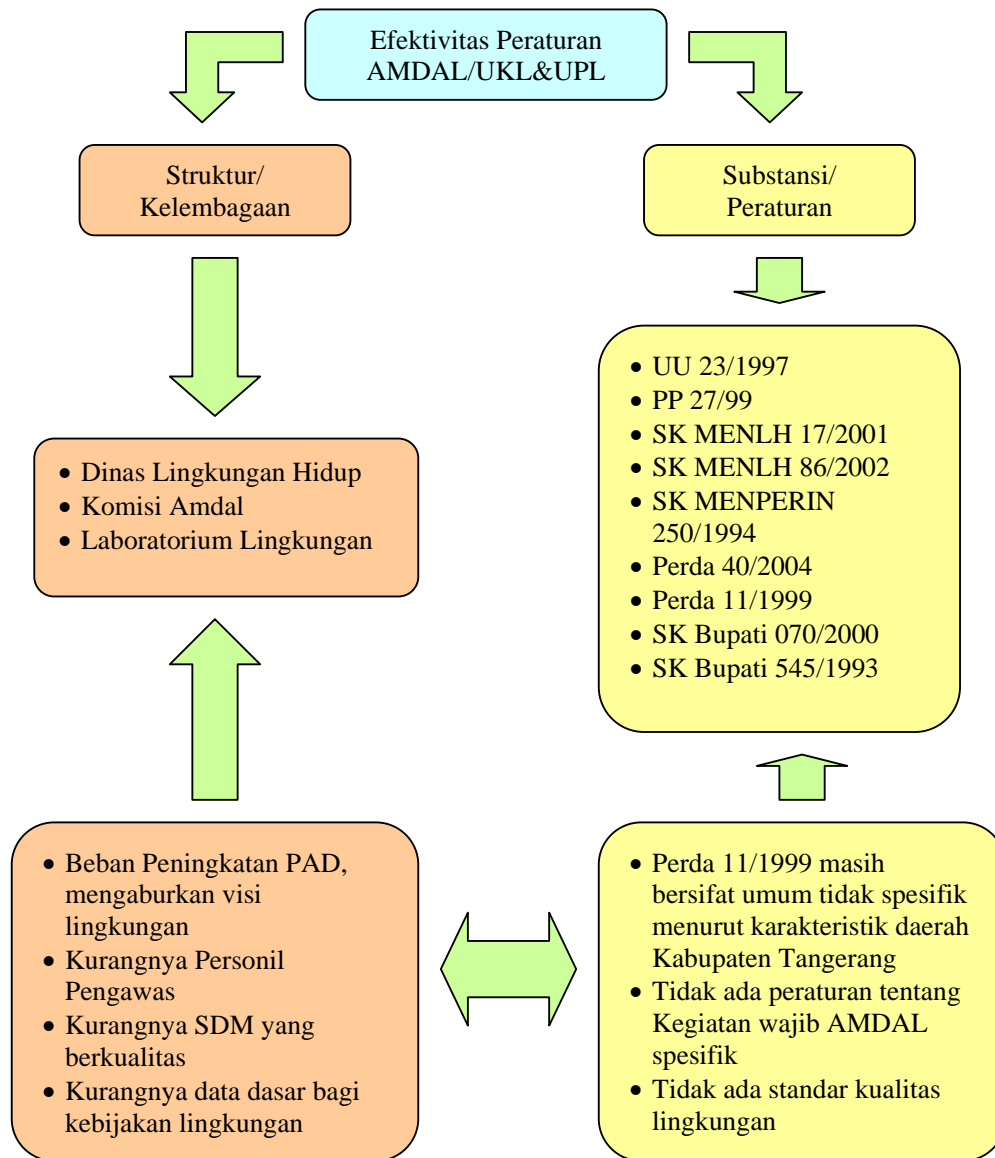 Efektivitas Peraturan
AMDAL/UKL&UPL
Struktur/
Kelembagaan
Substansi/
Peraturan
• Dinas Lingkungan Hidup
• Komisi Amdal
• Laboratorium Lingkungan
• UU 23/1997
• PP 27/99
• SK MENLH 17/2001
• SK MENLH 86/2002
• SK MENPERIN
250/1994
• Perda 40/2004
• Perda 11/1999
• SK Bupati 070/2000
• SK Bupati 545/1993
• Beban Peningkatan PAD,
mengaburkan visi
lingkungan
• Kurangnya Personil
Pengawas
• Kurangnya SDM yang
berkualitas
• Kurangnya data dasar bagi
kebijakan lingkungan
• Perda 11/1999 masih
bersifat umum tidak spesifik
menurut karakteristik daerah
Kabupaten Tangerang
• Tidak ada peraturan tentang
Kegiatan wajib AMDAL
spesifik
• Tidak ada standar kualitas
lingkungan